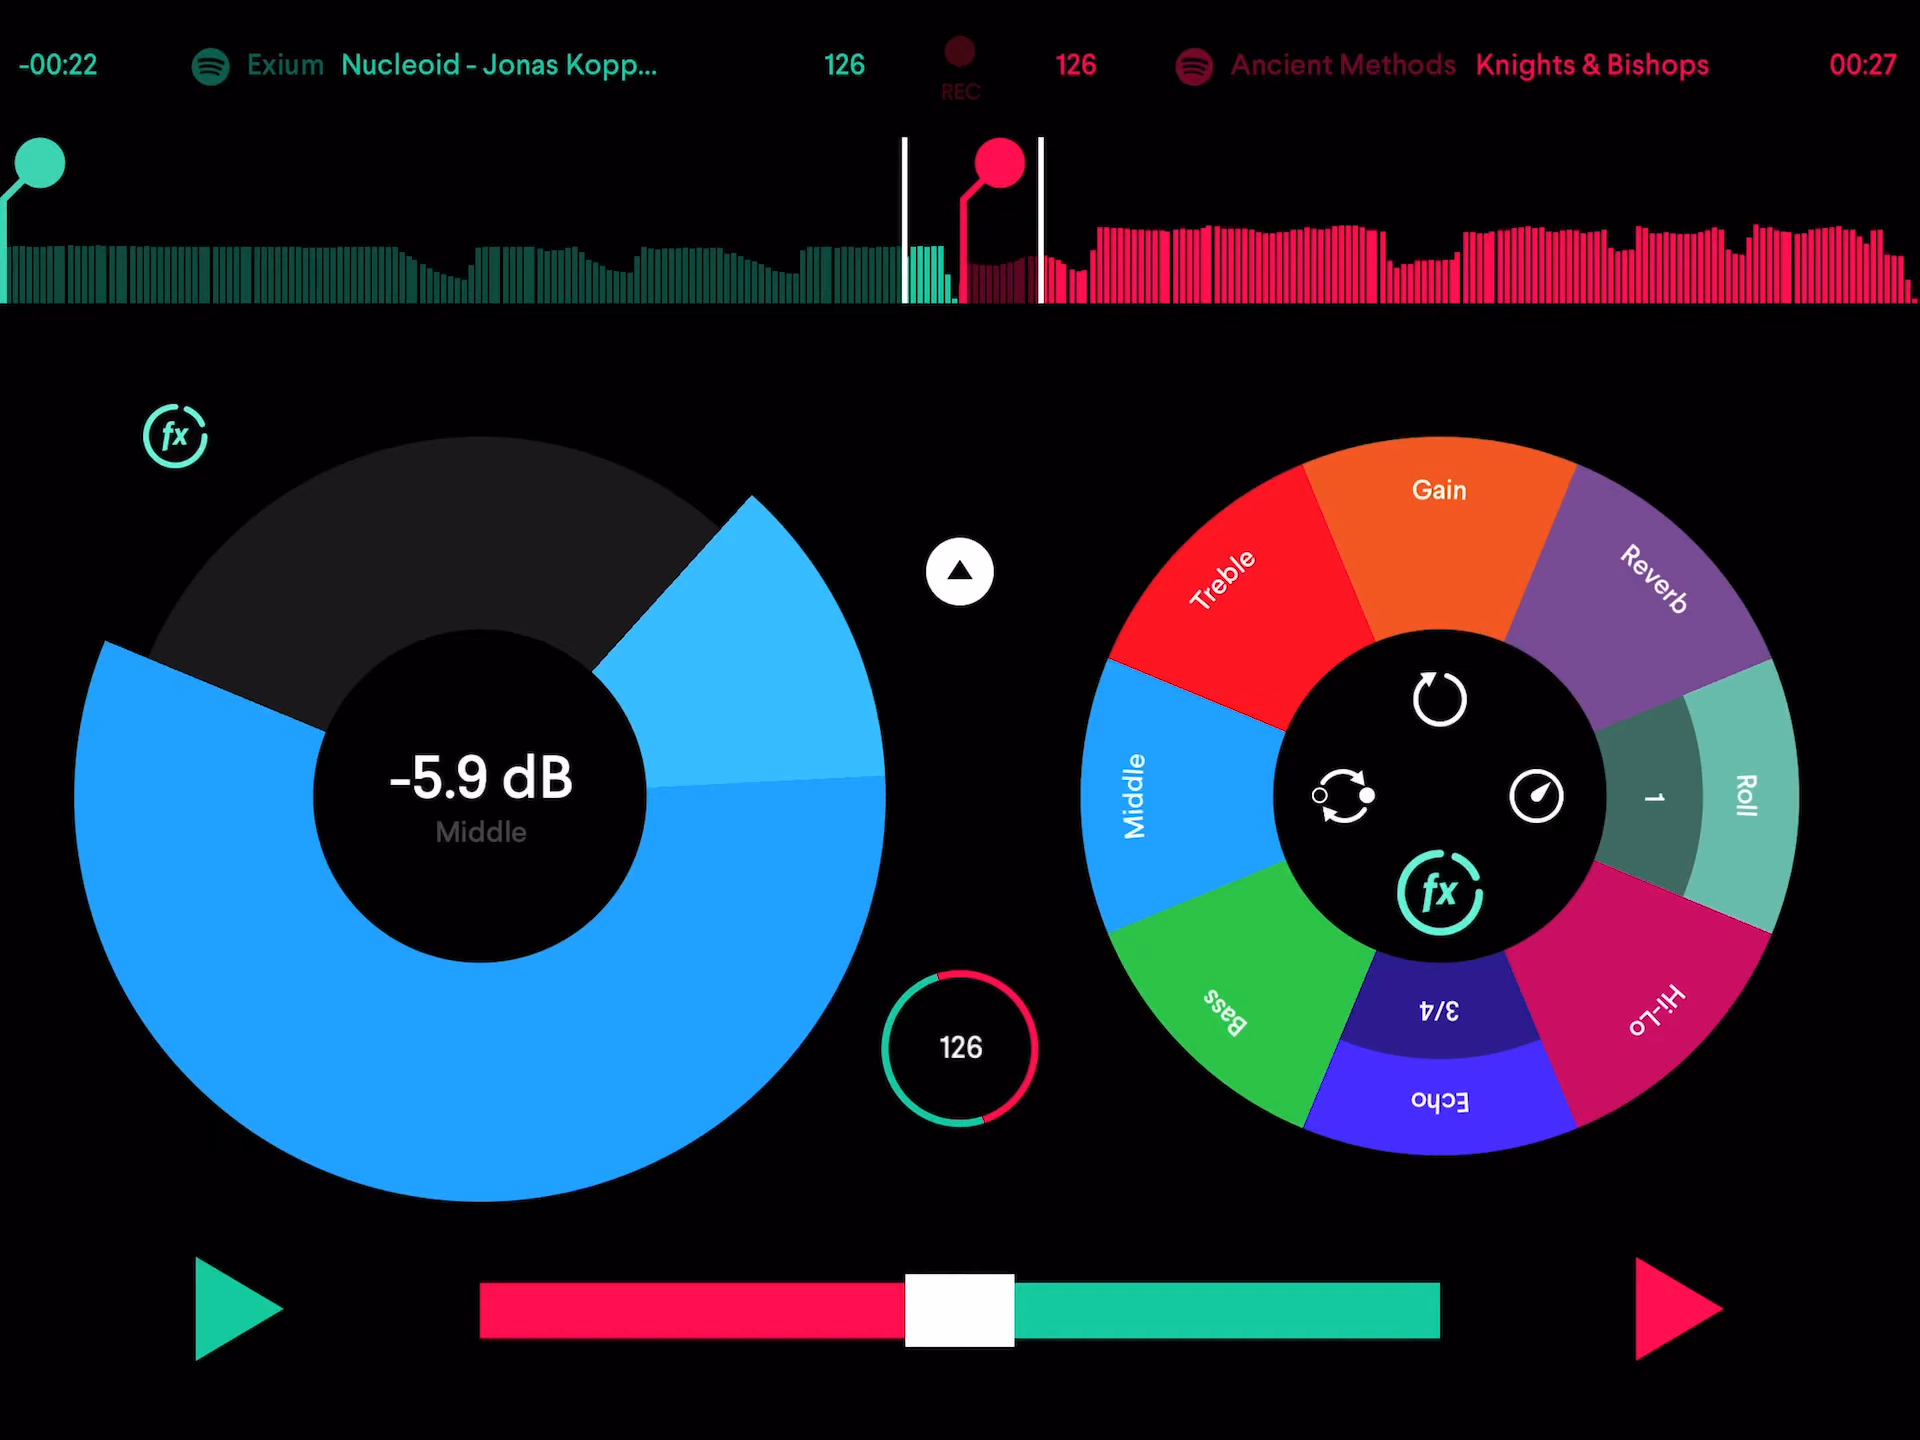 -00:22 Exium Nucleoid - Jonas Kopp... 126
REC
126 Ancient Methods Knights & Bishops 00:27
fx
-5.9 dB
Middle
126
Gain
Reverb
Roll
1
Hi-Lo
Echo
3/4
Bass
Middle
Treble
fx